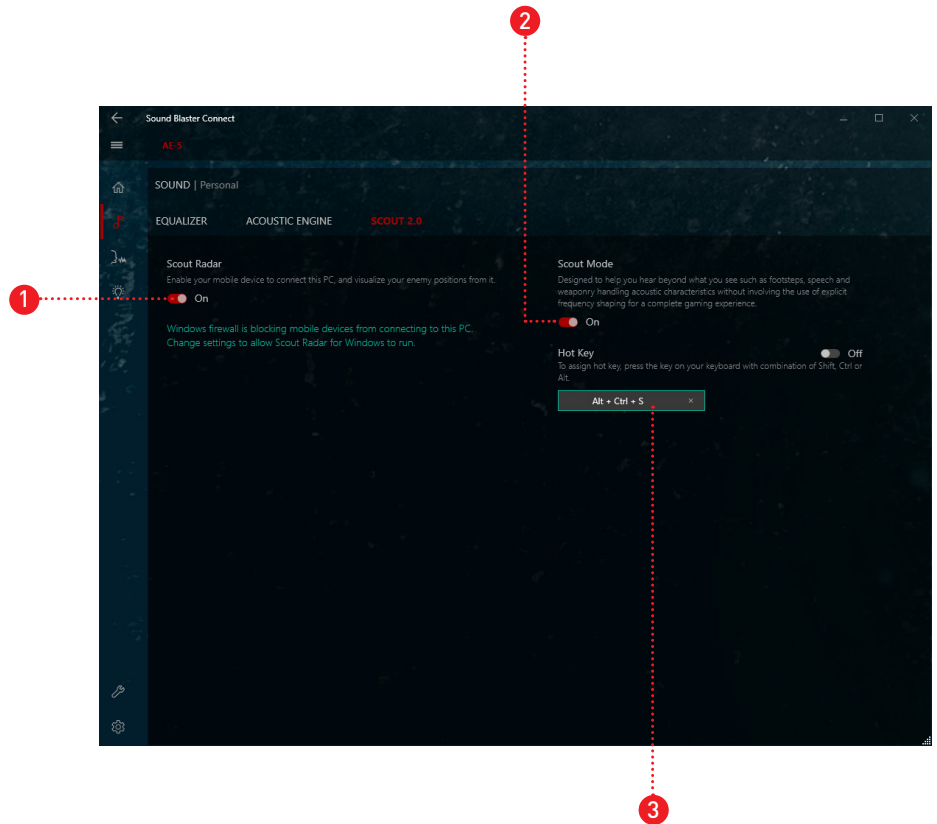 2
Sound Blaster Connect
AE-5
SOUND | Personal
EQUALIZER ACOUSTIC ENGINE SCOUT 2.0
Scout Radar
Enable your mobile device to connect this PC, and visualize your enemy positions from it.
1
On
Windows firewall is blocking mobile devices from connecting to this PC.
Change settings to allow Scout Radar for Windows to run.
Scout Mode
Designed to help you hear beyond what you see such as footsteps, speech and
weaponry handling acoustic characteristics without involving the use of explicit
frequency shaping for a complete gaming experience.
On
Hot Key Off
To assign hot key, press the key on your keyboard with combination of Shift, Ctrl or
Alt.
Alt + Ctrl + S ×
3